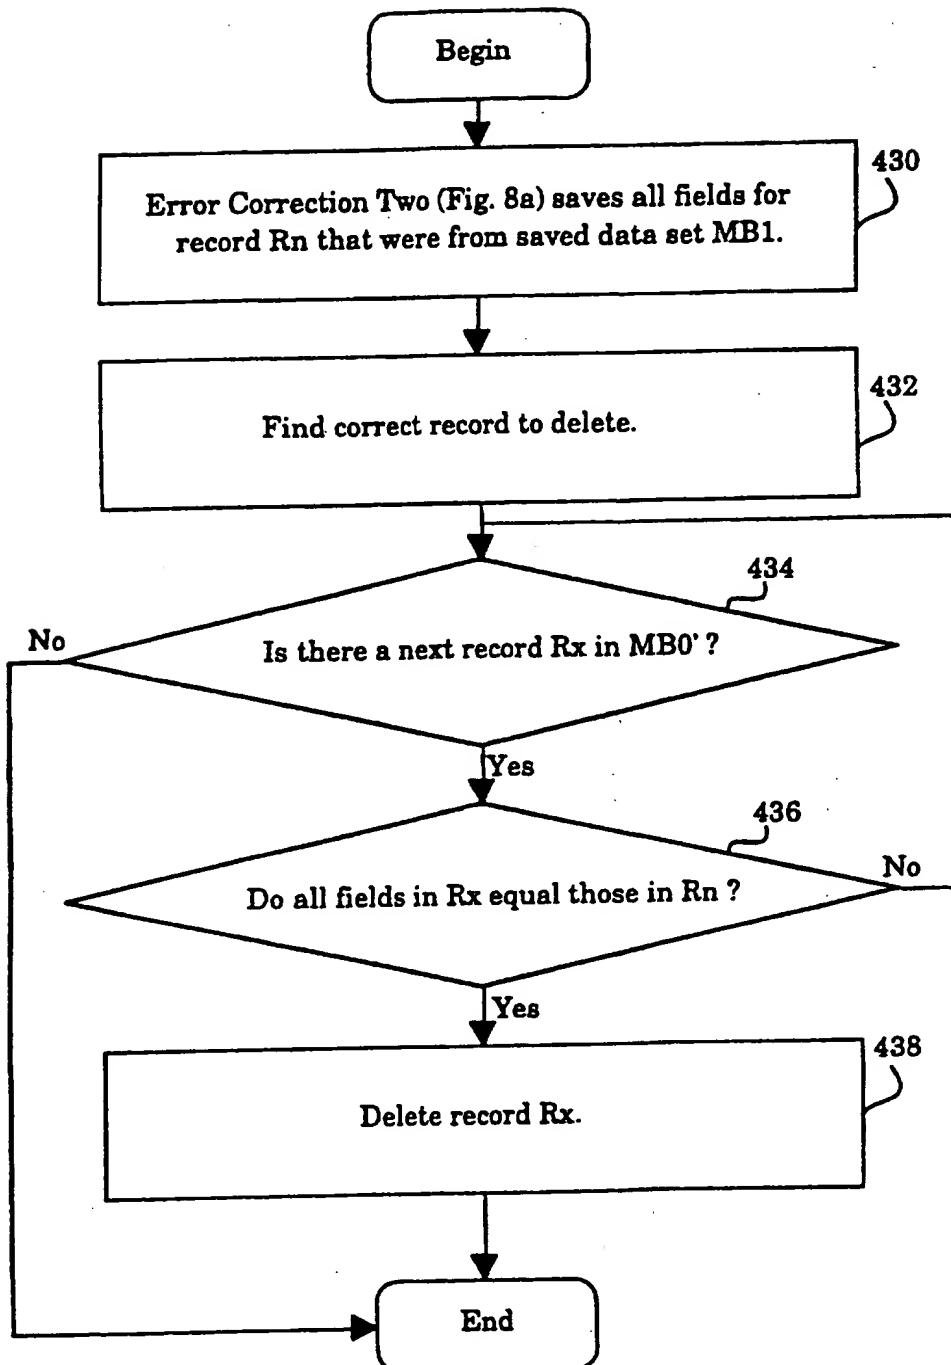 Begin
430
Error Correction Two (Fig. 8a) saves all fields for
record Rn that were from saved data set MB1.
432
Find correct record to delete.
434
No
Is there a next record Rx in MB0' ?
Yes
436
No
Do all fields in Rx equal those in Rn ?
Yes
438
Delete record Rx.
End